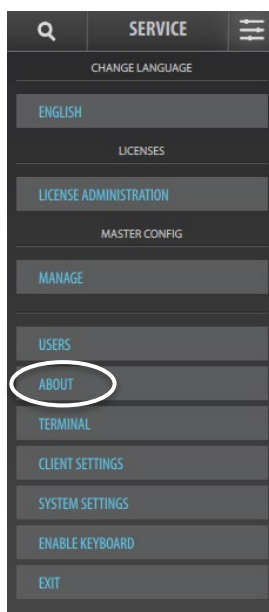 SERVICE
CHANGE LANGUAGE
ENGLISH
LICENSES
LICENSE ADMINISTRATION
MASTER CONFIG
MANAGE
USERS
ABOUT
TERMINAL
CLIENT SETTINGS
SYSTEM SETTINGS
ENABLE KEYBOARD
EXIT